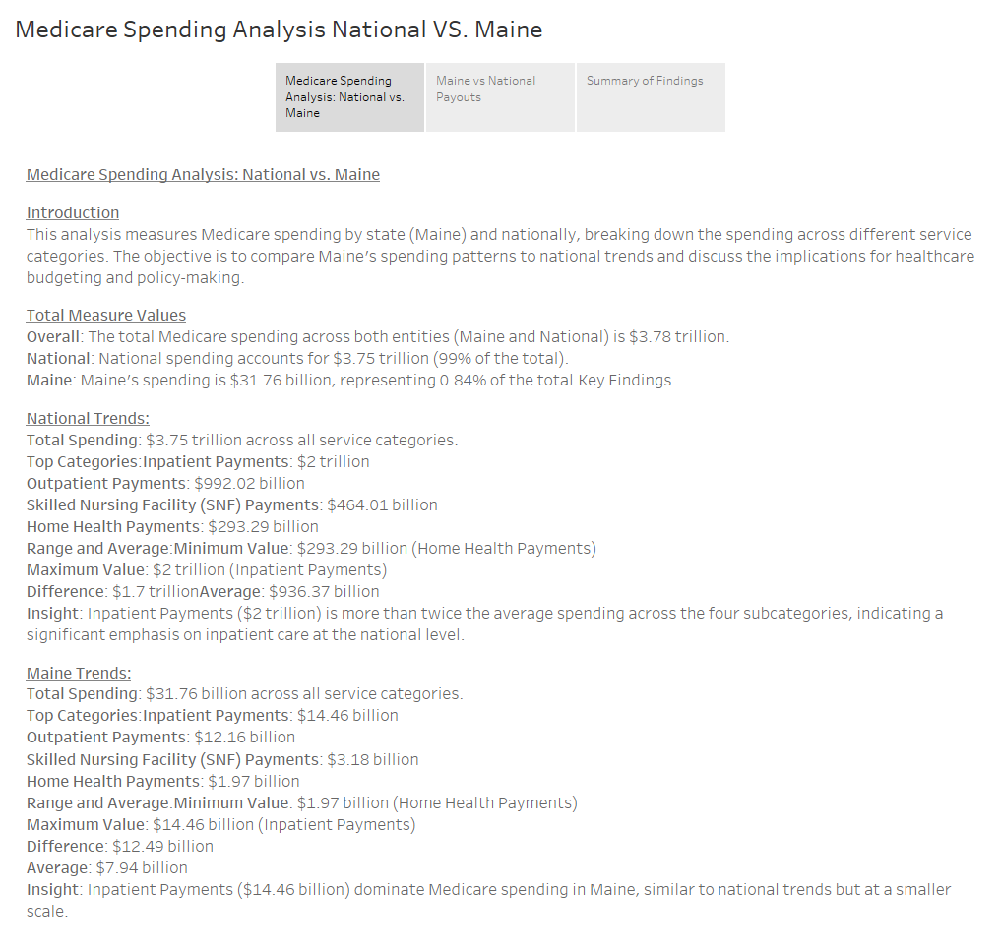 Medicare Spending Analysis National VS. Maine
Medicare Spending
Analysis: National vs.
Maine
Maine vs National
Payouts
Summary of Findings
Medicare Spending Analysis: National vs. Maine
Introduction
This analysis measures Medicare spending by state (Maine) and nationally, breaking down the spending across different service
categories. The objective is to compare Maine's spending patterns to national trends and discuss the implications for healthcare
budgeting and policy-making.
Total Measure Values
Overall: The total Medicare spending across both entities (Maine and National) is $3.78 trillion.
National: National spending accounts for $3.75 trillion (99% of the total).
Maine: Maine's spending is $31.76 billion, representing 0.84% of the total.Key Findings
National Trends:
Total Spending: $3.75 trillion across all service categories.
Top Categories:Inpatient Payments: $2 trillion
Outpatient Payments: $992.02 billion
Skilled Nursing Facility (SNF) Payments: $464.01 billion
Home Health Payments: $293.29 billion
Range and Average:Minimum Value: $293.29 billion (Home Health Payments)
Maximum Value: $2 trillion (Inpatient Payments)
Difference: $1.7 trillionAverage: $936.37 billion
Insight: Inpatient Payments ($2 trillion) is more than twice the average spending across the four subcategories, indicating a
significant emphasis on inpatient care at the national level.
Maine Trends:
Total Spending: $31.76 billion across all service categories.
Top Categories:Inpatient Payments: $14.46 billion
Outpatient Payments: $12.16 billion
Skilled Nursing Facility (SNF) Payments: $3.18 billion
Home Health Payments: $1.97 billion
Range and Average:Minimum Value: $1.97 billion (Home Health Payments)
Maximum Value: $14.46 billion (Inpatient Payments)
Difference: $12.49 billion
Average: $7.94 billion
Insight: Inpatient Payments ($14.46 billion) dominate Medicare spending in Maine, similar to national trends but at a smaller
scale.